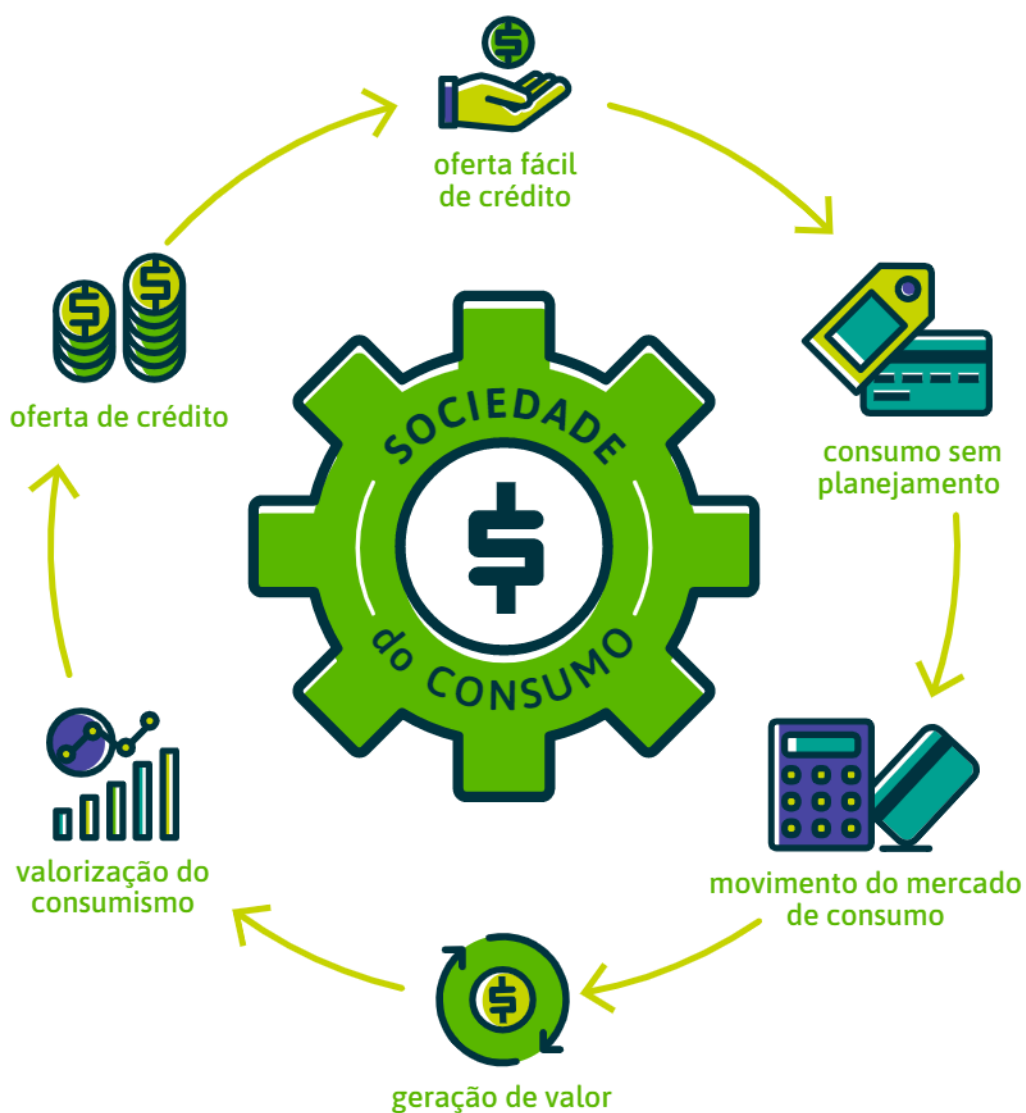 oferta fácil
de crédito
oferta de crédito
consumo sem
planejamento
SOCIEDADE
do CONSUMO
valorização do
consumismo
movimento do mercado
de consumo
geração de valor